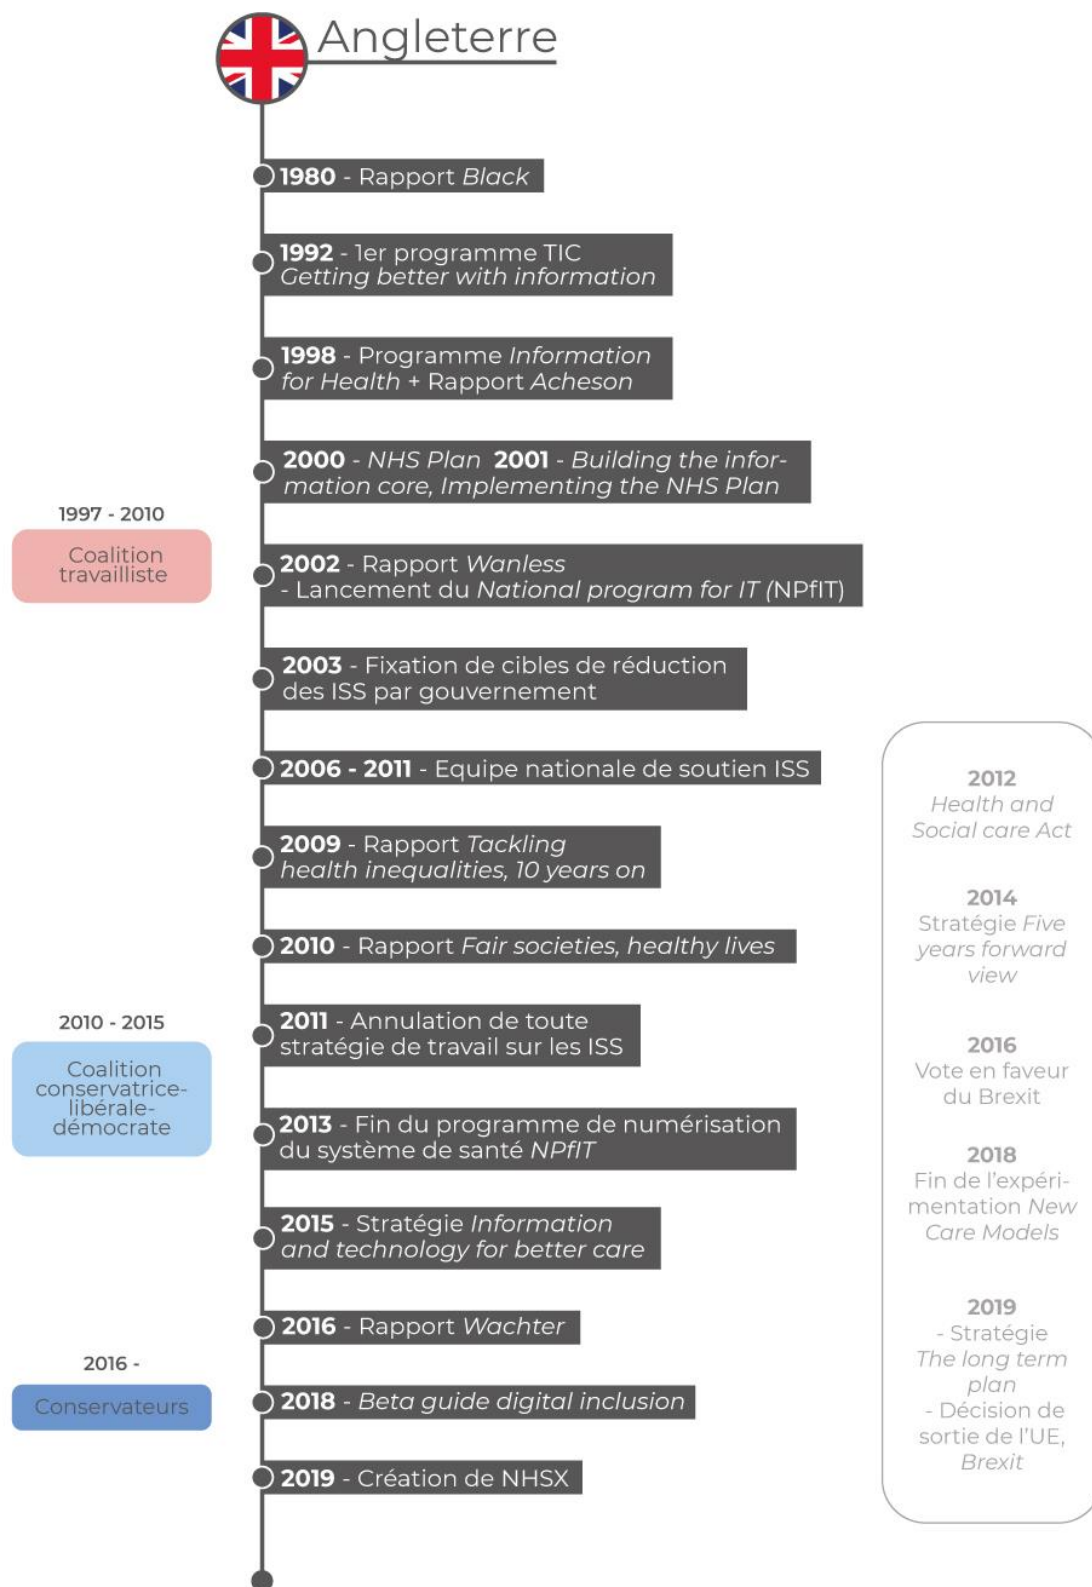 Angleterre
1980 - Rapport Black
1992 - 1er programme TIC
Getting better with information
1998 - Programme Information
for Health + Rapport Acheson
2000 - NHS Plan 2001 - Building the infor-
mation core, Implementing the NHS Plan
1997 - 2010
Coalition
travailliste
2002 - Rapport Wanless
- Lancement du National program for IT (NPfIT)
2003 - Fixation de cibles de réduction
des ISS par gouvernement
2006 - 2011 - Equipe nationale de soutien ISS
2009 - Rapport Tackling
health inequalities, 10 years on
2010 - Rapport Fair societies, healthy lives
2010 - 2015
Coalition
conservatrice-
libérale-
démocrate
2011 - Annulation de toute
stratégie de travail sur les ISS
2013 - Fin du programme de numérisation
du système de santé NPfIT
2015 - Stratégie Information
and technology for better care
2016 - Rapport Wachter
2016 -
Conservateurs
2018 - Beta guide digital inclusion
2019 - Création de NHSX
2012
Health and
Social care Act
2014
Stratégie Five
years forward
view
2016
Vote en faveur
du Brexit
2018
Fin de l'expéri-
mentation New
Care Models
2019
- Stratégie
The long term
plan
- Décision de
sortie de l'UE,
Brexit